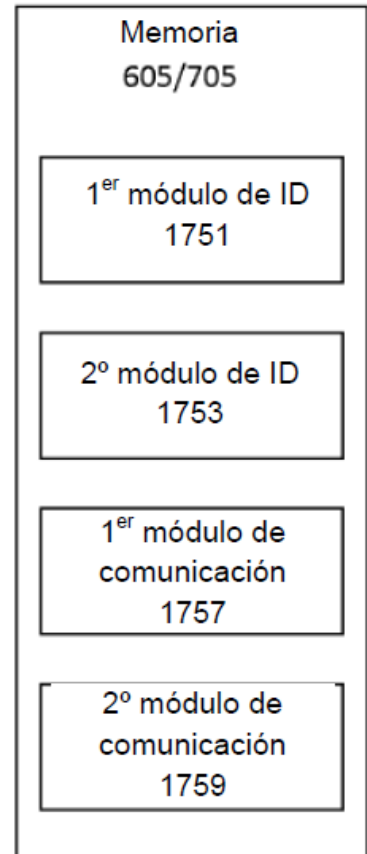 Memoria
605/705
1er módulo de ID
1751
2º módulo de ID
1753
1er módulo de
comunicación
1757
2º módulo de
comunicación
1759